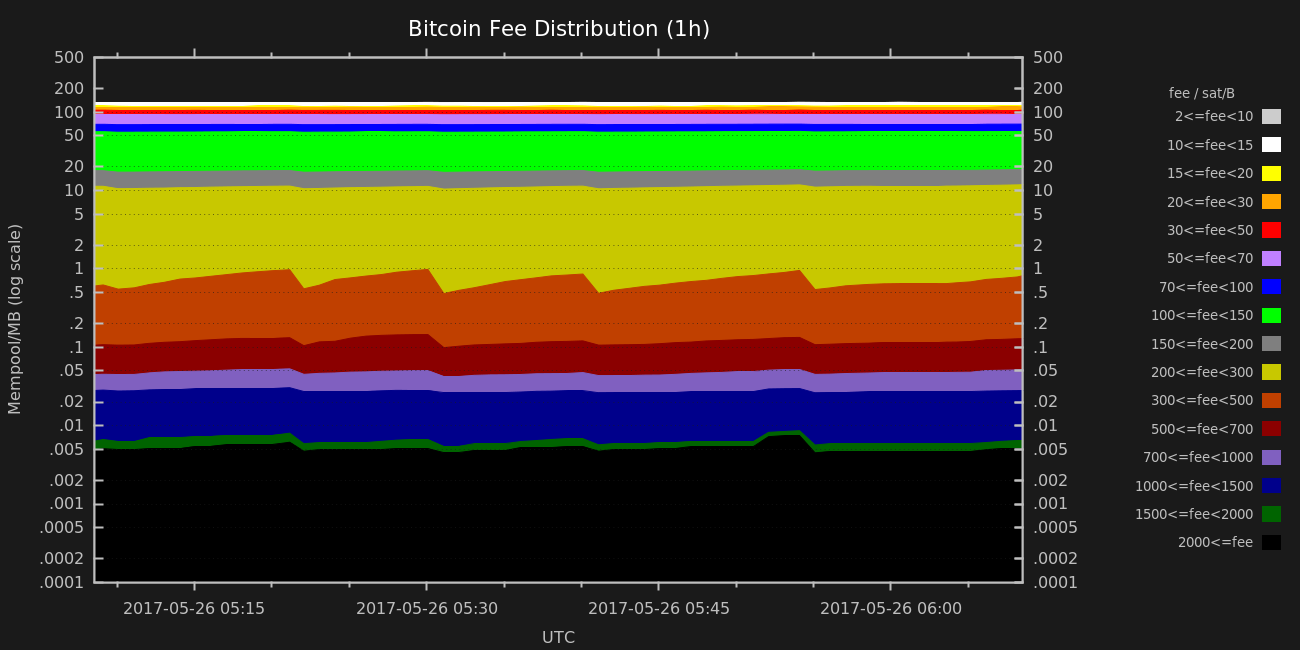 Bitcoin Fee Distribution (1h)
Mempool/MB (log scale)
500
200
100
50
20
10
5
2
1
.5
.2
.1
.05
.02
.01
.005
.002
.001
.0005
.0002
.0001
500
200
100
50
20
10
5
2
1
.5
.2
.1
.05
.02
.01
.005
.002
.001
.0005
.0002
.0001
fee / sat/B
2<=fee<10
10<=fee<15
15<=fee<20
20<=fee<30
30<=fee<50
50<=fee<70
70<=fee<100
100<=fee<150
150<=fee<200
200<=fee<300
300<=fee<500
500<=fee<700
700<=fee<1000
1000<=fee<1500
1500<=fee<2000
2000<=fee
2017-05-26 05:15 2017-05-26 05:30 2017-05-26 05:45 2017-05-26 06:00
UTC